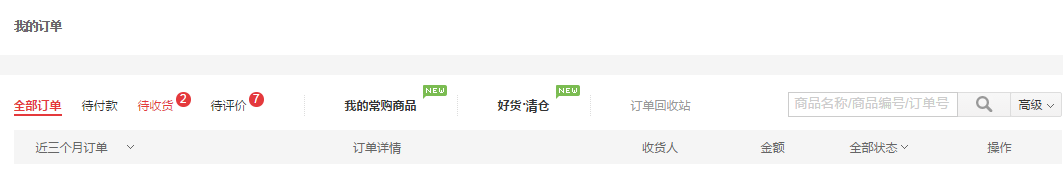 我的订单
全部订单 待付款 待收货 2 待评价 7 我的常购商品 NEW 好货·清仓 NEW 订单回收站 商品名称/商品编号/订单号 高级
近三个月订单 订单详情 收货人 金额 全部状态 操作